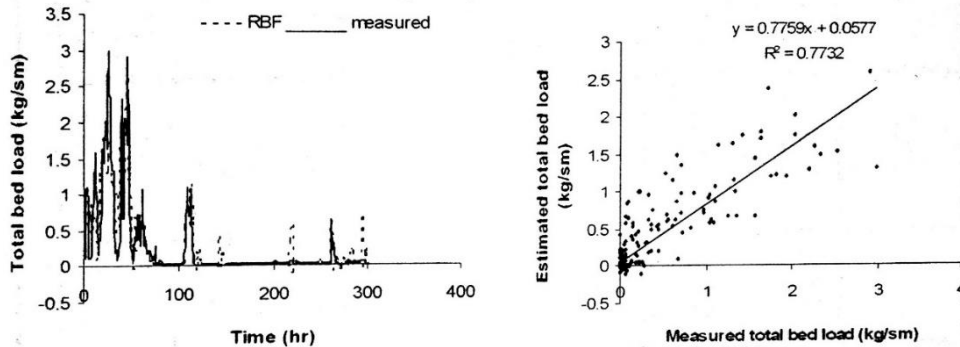 3.5
3
2.5
2
1.5
1
0.5
0
-0.5
Total bed load (kg/sm)
RBF measured
0 100 200 300 400
Time (hr)
y = 0.7759x + 0.0577
R² = 0.7732
3
2.5
2
1.5
1
0.5
0
-0.5
Estimated total bed load
(kg/sm)
0 1 2 3 4
Measured total bed load (kg/sm)